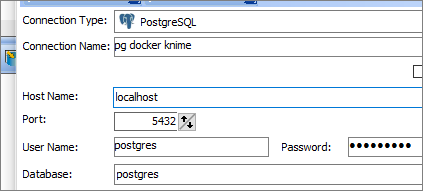 Connection Type: PostgreSQL
Connection Name: pg docker knime
Host Name: localhost
Port: 5432
User Name: postgres Password: •••••••••
Database: postgres